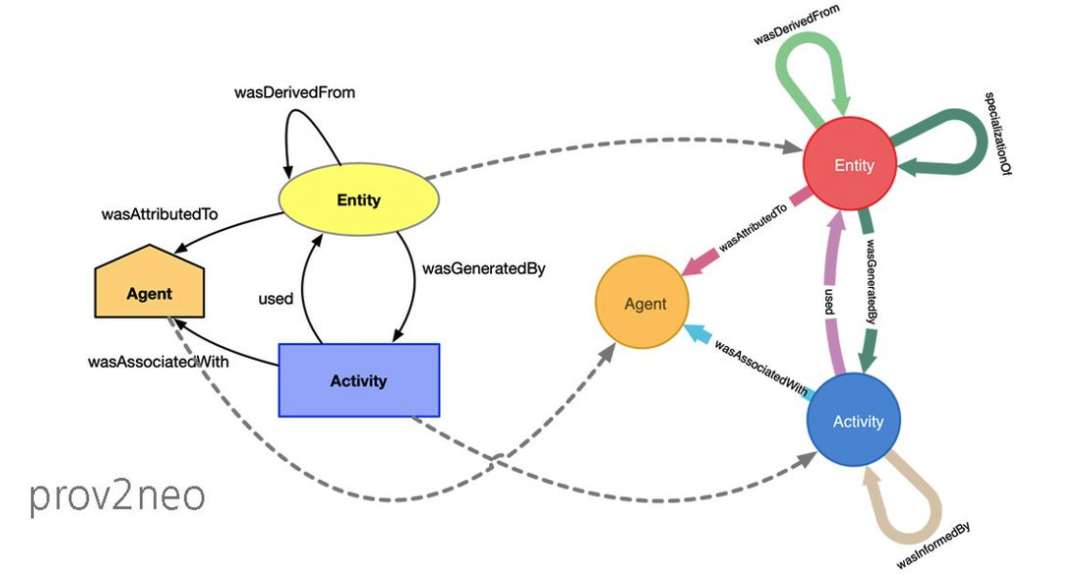 wasDerivedFrom
Entity
wasAttributedTo
Agent
wasGeneratedBy
used
wasAssociatedWith
Activity
prov2neo
wasDerivedFrom
specializationOf
Entity
wasAttributedTo
Agent
wasGeneratedBy
used
wasAssociatedWith
Activity
wasInformedBy